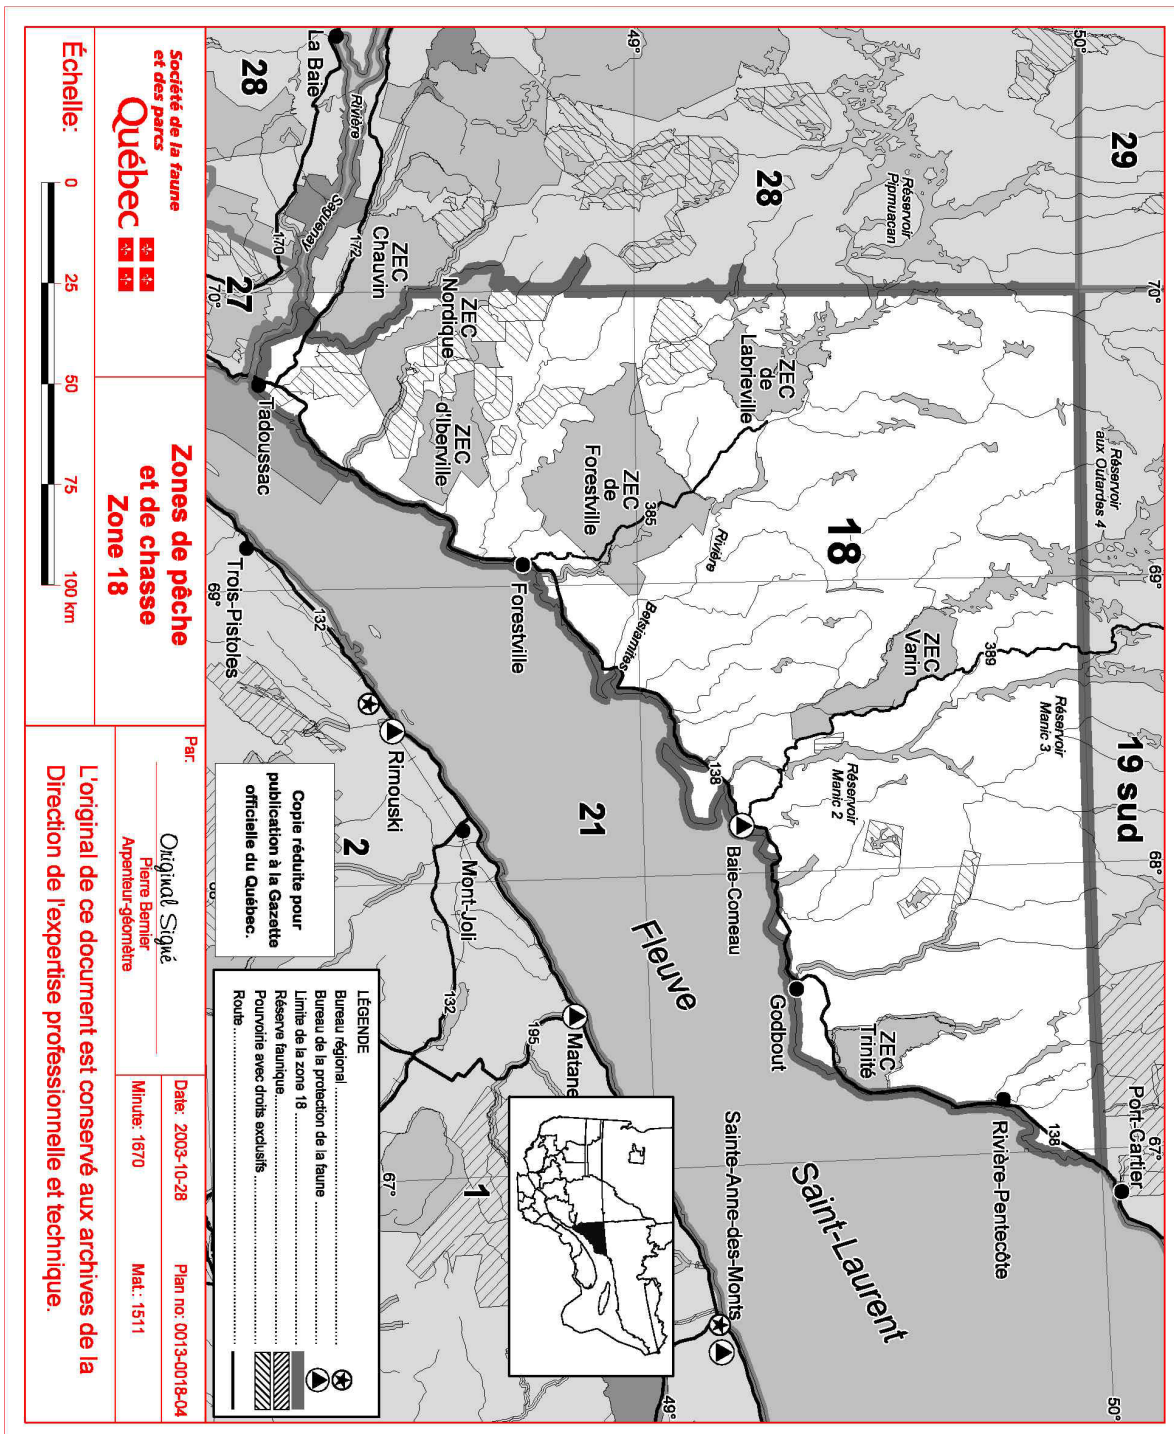 29
19 sud
50°
70°
69°
68°
67°
50°
Réservoir
Pipmuacan
Réservoir
aux Outardes 4
Réservoir
Manic 3
Port-Cartier
138
Rivière-Pentecôte
49°
28
ZEC
de
Labrieville
18
ZEC
Varin
389
Réservoir
Manic 2
ZEC
Trinité
Godbout
Baie-Comeau
138
ZEC
de
Forestville
385
Rivière
Betsiamites
Forestville
ZEC
Nordique
ZEC
d'Iberville
ZEC
Chauvin
172
La Baie
Rivière
Saguenay
170
28
27
70°
Tadoussac
21
Fleuve
Saint-Laurent
Sainte-Anne-des-Monts
49°
Matane
195
132
Mont-Joli
Rimouski
132
Trois-Pistoles
69°
2
1
67°
Copie réduite pour
publication à la Gazette
officielle du Québec.
LÉGENDE
Bureau régional
Bureau de la protection de la faune
Limite de la zone 18
Réserve faunique
Pourvoirie avec droits exclusifs
Route
Société de la faune
et des parcs
Québec
Échelle:
0 25 50 75 100 km
Zones de pêche
et de chasse
Zone 18
Par:
Original Signé
Pierre Bernier
Arpenteur-géomètre
Date: 2003-10-28
Plan no: 0013-0018-04
Minute: 1670
Mat.: 1511
L'original de ce document est conservé aux archives de la
Direction de l'expertise professionnelle et technique.